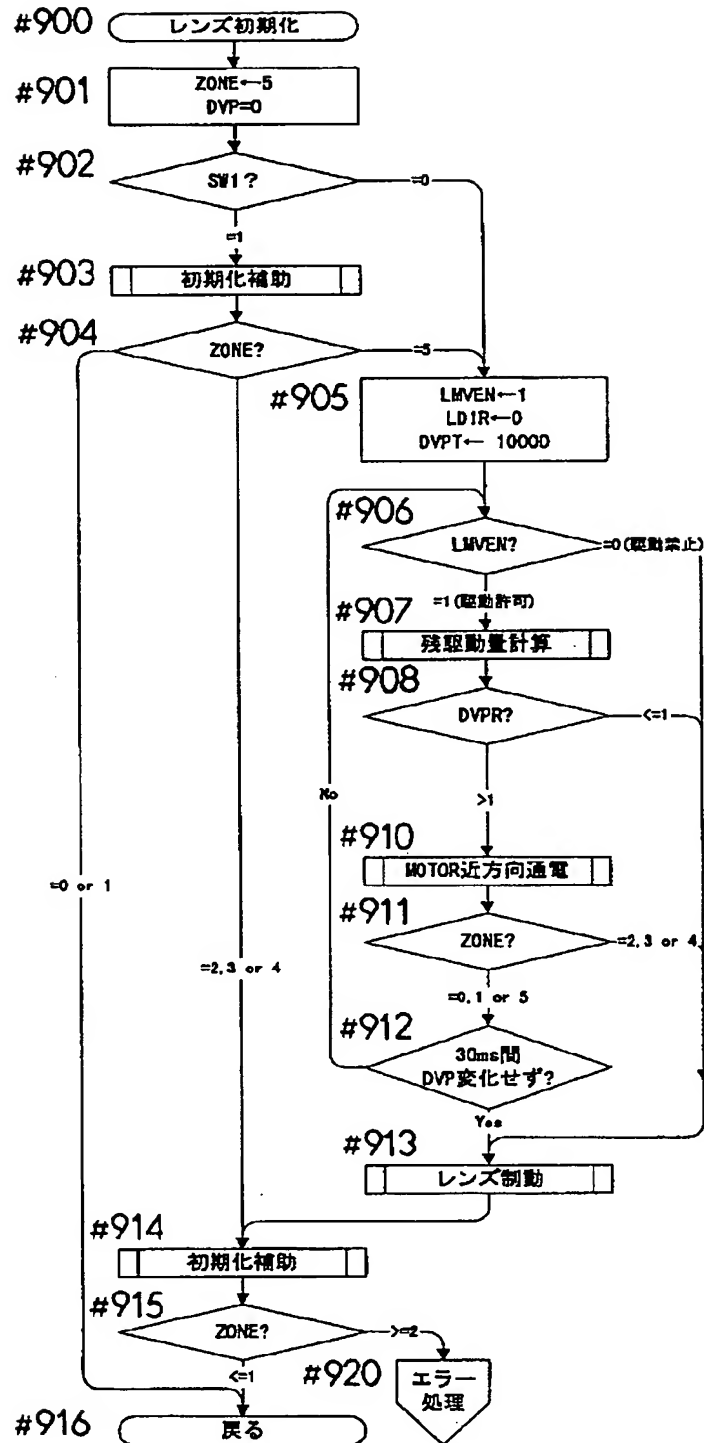 #900
レンズ初期化
#901
ZONE←5
DVP=0
#902
SW1?
=0
=1
#903
初期化補助
#904
ZONE?
=5
#905
LMVEN←1
LDIR←0
DVPT← 10000
#906
LMVEN?
=0(駆動禁止)
=1(駆動許可)
#907
残駆動量計算
#908
DVPR?
<=1
No
>1
#910
MOTOR近方向通電
=0 or 1
#911
ZONE?
=2,3 or 4
=2,3 or 4
=0,1 or 5
#912
30ms間
DVP変化せず?
Yes
#913
レンズ制動
#914
初期化補助
#915
ZONE?
>=2
<=1
#920
エラー
処理
#916
戻る